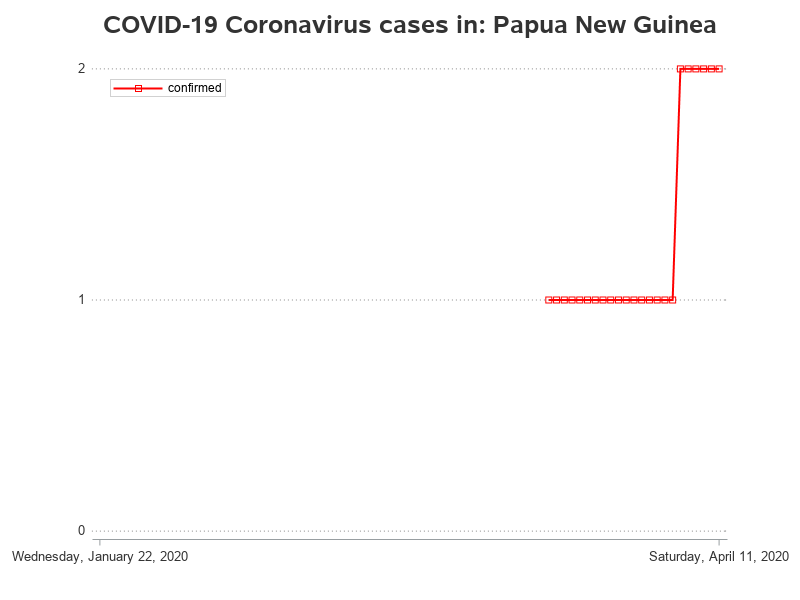 COVID-19 Coronavirus cases in: Papua New Guinea
2
confirmed
1
0
Wednesday, January 22, 2020
Saturday, April 11, 2020